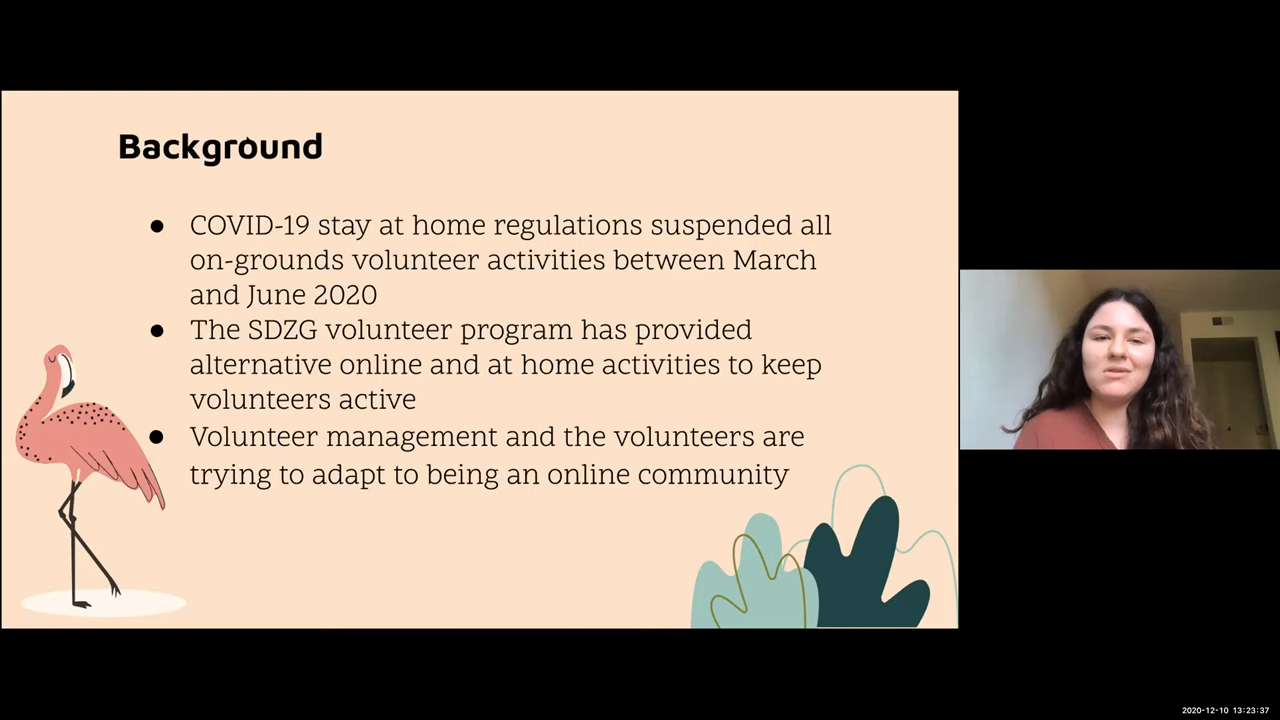 Background
● COVID-19 stay at home regulations suspended all
on-grounds volunteer activities between March
and June 2020
● The SDZG volunteer program has provided
alternative online and at home activities to keep
volunteers active
● Volunteer management and the volunteers are
trying to adapt to being an online community
2020-12-10 13:23:37